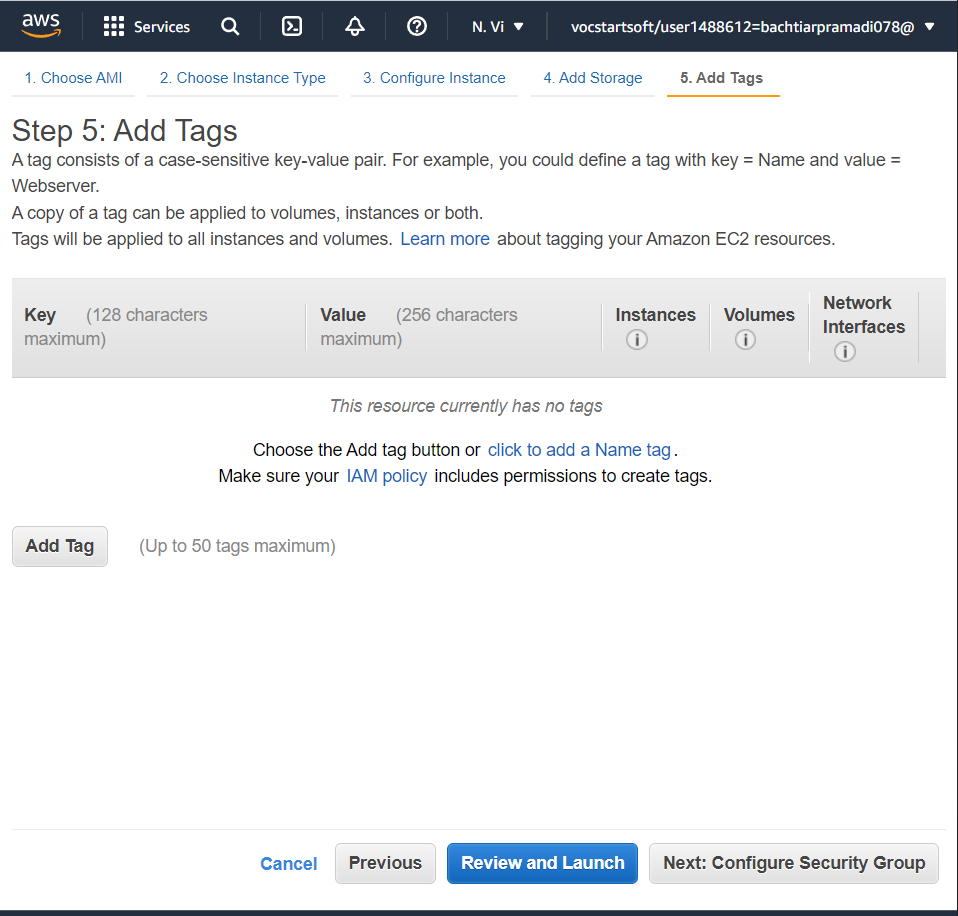 aws Services N. Vi vocstartsoft/user1488612=bachtiarpramadi078@
1. Choose AMI 2. Choose Instance Type 3. Configure Instance 4. Add Storage 5. Add Tags
Step 5: Add Tags
A tag consists of a case-sensitive key-value pair. For example, you could define a tag with key = Name and value =
Webserver.
A copy of a tag can be applied to volumes, instances or both.
Tags will be applied to all instances and volumes. Learn more about tagging your Amazon EC2 resources.
Key (128 characters
maximum)
Value (256 characters
maximum)
Instances
Volumes
Network
Interfaces
This resource currently has no tags
Choose the Add tag button or click to add a Name tag.
Make sure your IAM policy includes permissions to create tags.
Add Tag (Up to 50 tags maximum)
Cancel Previous Review and Launch Next: Configure Security Group